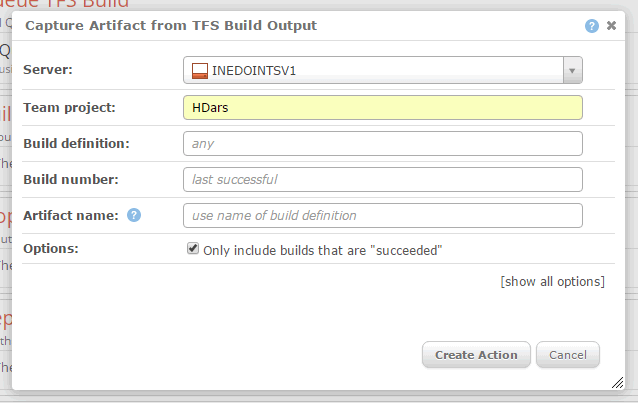 eue TFS Build
Capture Artifact from TFS Build Output
Server:
INEDOINTSV1
Team project:
HDars
Build definition:
any
Build number:
last successful
Artifact name: ?
use name of build definition
Options:
Only include builds that are "succeeded"
[show all options]
Create Action
Cancel